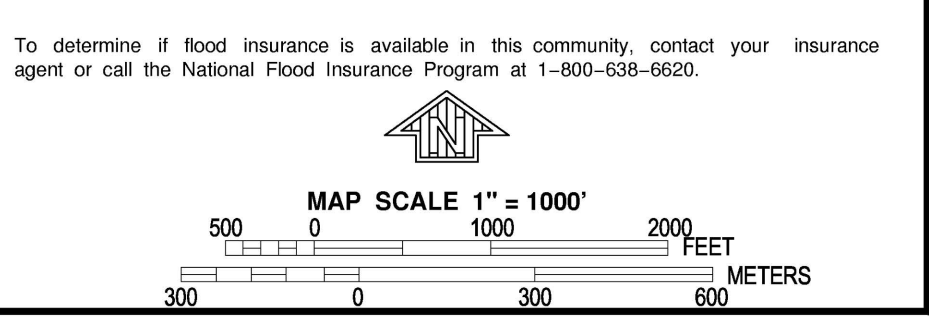 To determine if flood insurance is available in this community, contact your insurance
agent or call the National Flood Insurance Program at 1–800–638–6620.
N
MAP SCALE 1" = 1000'
500 0 1000 2000
FEET
METERS
300 0 300 600